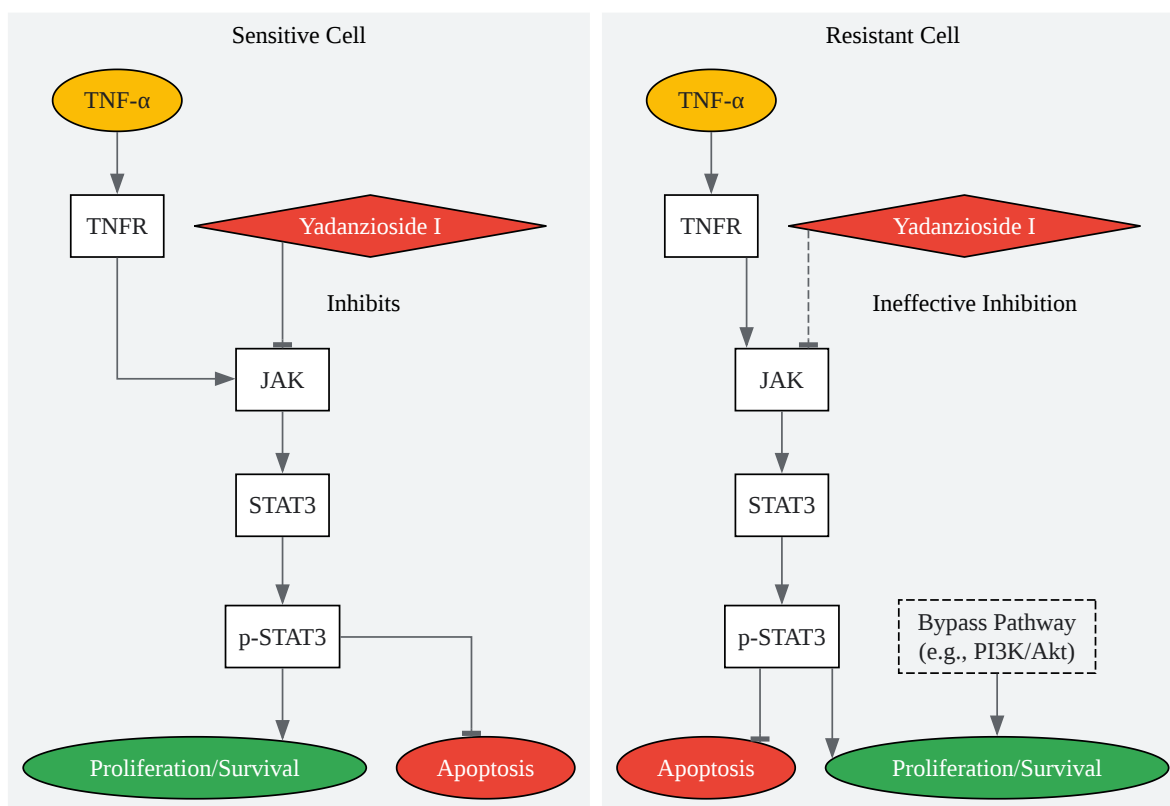 Sensitive Cell
TNF-α
TNFR
Yadanzioside I
Inhibits
JAK
STAT3
p-STAT3
Proliferation/Survival
Apoptosis
Resistant Cell
TNF-α
TNFR
Yadanzioside I
Ineffective Inhibition
JAK
STAT3
p-STAT3
Bypass Pathway
(e.g., PI3K/Akt)
Apoptosis
Proliferation/Survival